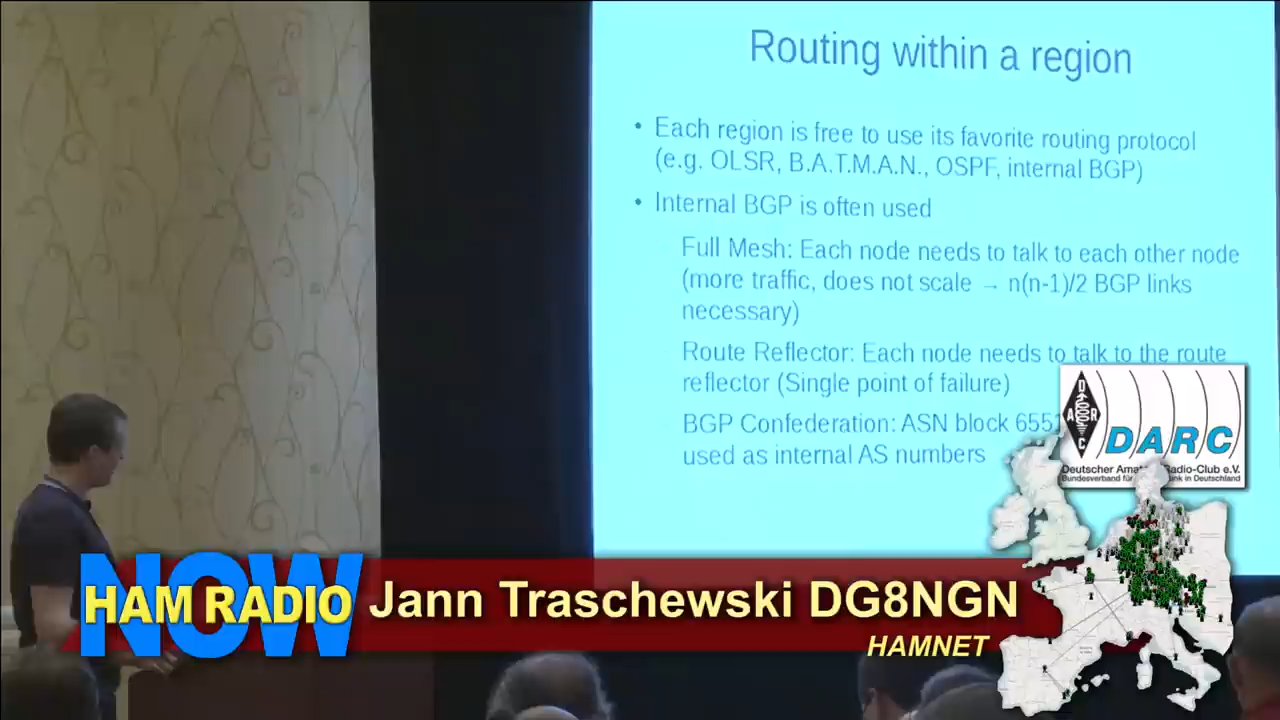 Routing within a region
• Each region is free to use its favorite routing protocol
(e.g. OLSR, B.A.T.M.A.N., OSPF, internal BGP)
• Internal BGP is often used
Full Mesh: Each node needs to talk to each other node
(more traffic, does not scale → n(n-1)/2 BGP links
necessary)
Route Reflector: Each node needs to talk to the route
reflector (Single point of failure)
BGP Confederation: ASN block 655
used as internal AS numbers
D
A R
C
DARC
Deutscher Radio-Club e.V.
Bundesverband in Deutschland
NOW
HAM RADIO
Jann Traschewski DG8NGN
HAMNET